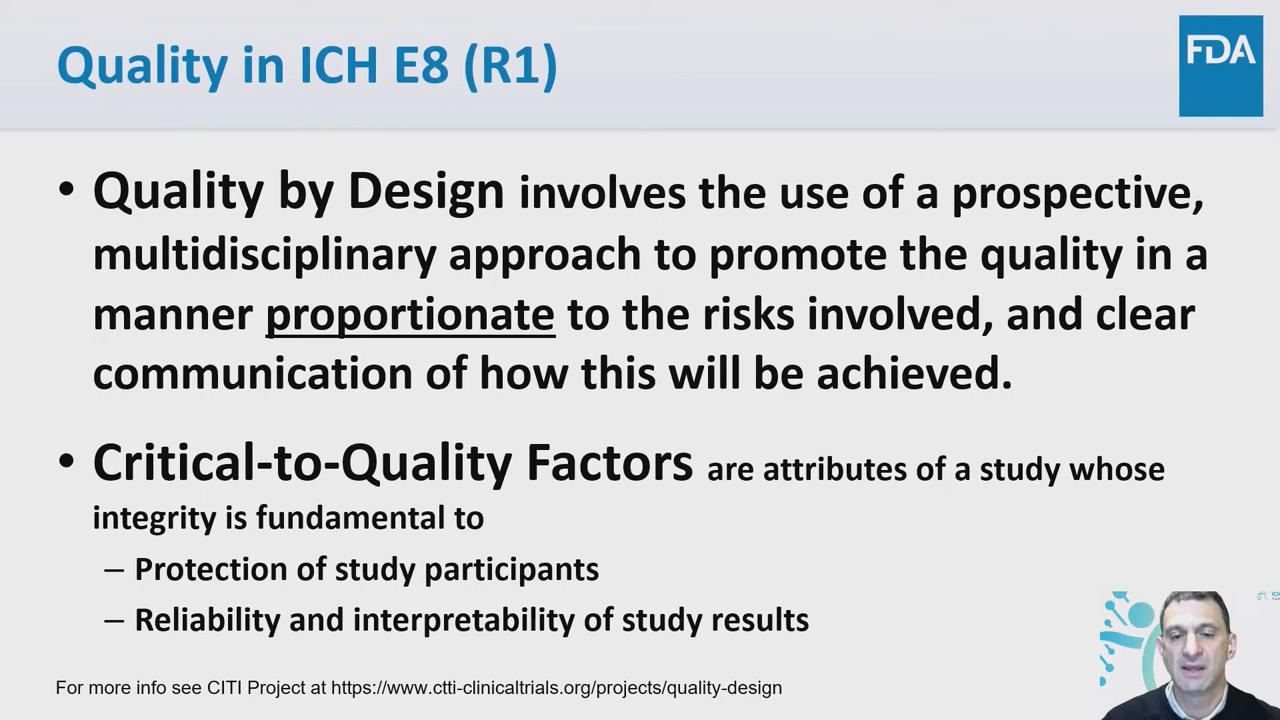 Quality in ICH E8 (R1)
FDA
• Quality by Design involves the use of a prospective,
multidisciplinary approach to promote the quality in a
manner proportionate to the risks involved, and clear
communication of how this will be achieved.
• Critical-to-Quality Factors are attributes of a study whose
integrity is fundamental to
– Protection of study participants
– Reliability and interpretability of study results
For more info see CITI Project at https://www.ctti-clinicaltrials.org/projects/quality-design